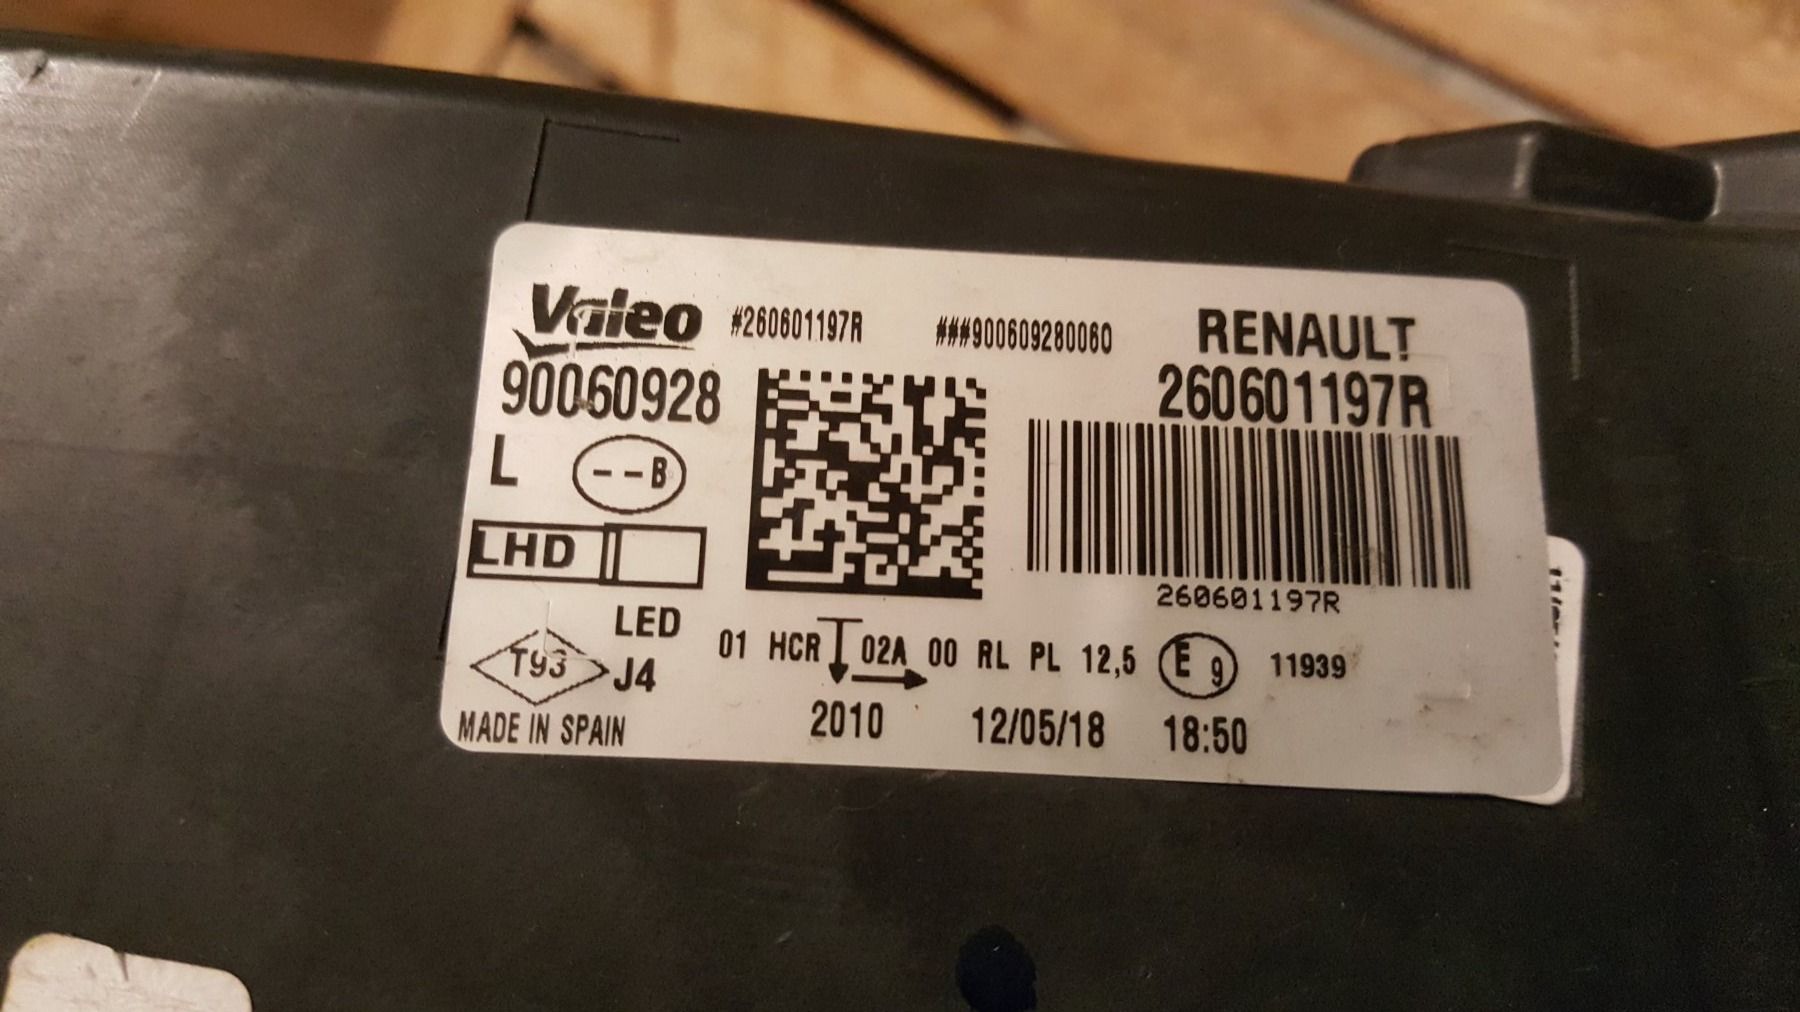 Valeo #260601197R ###900609280060 RENAULT
90060928 260601197R
L --B
LHD
260601197R
LED
01 HCR 02A 00 RL PL 12,5 E 9 11939
T93 J4
2010 12/05/18 18:50
MADE IN SPAIN